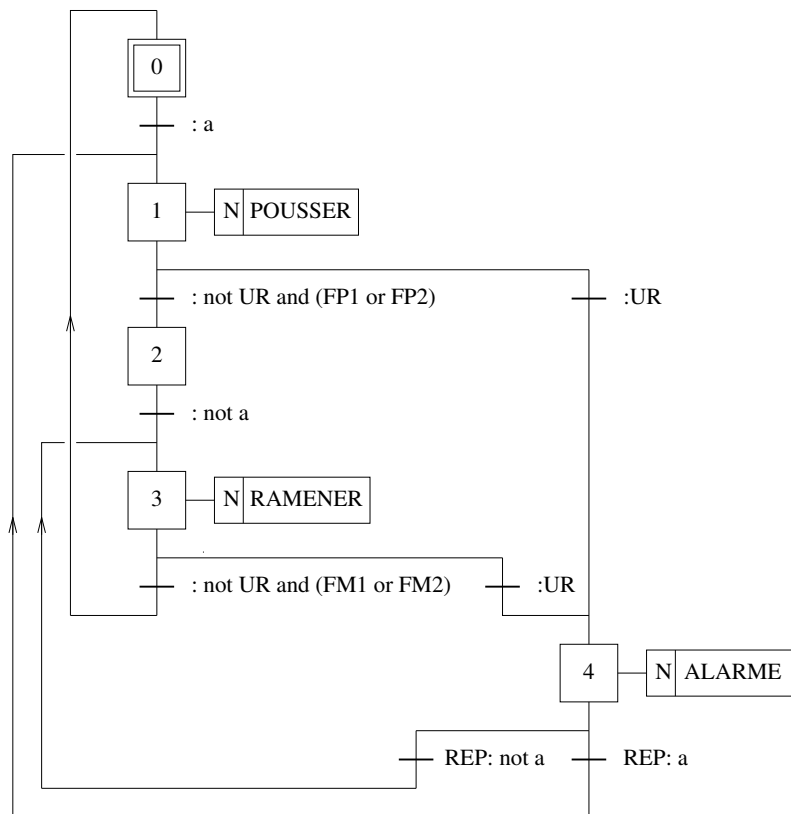 0
: a
1
N POUSSER
: not UR and (FP1 or FP2)
:UR
2
: not a
3
N RAMENER
: not UR and (FM1 or FM2)
:UR
4
N ALARME
REP: not a
REP: a